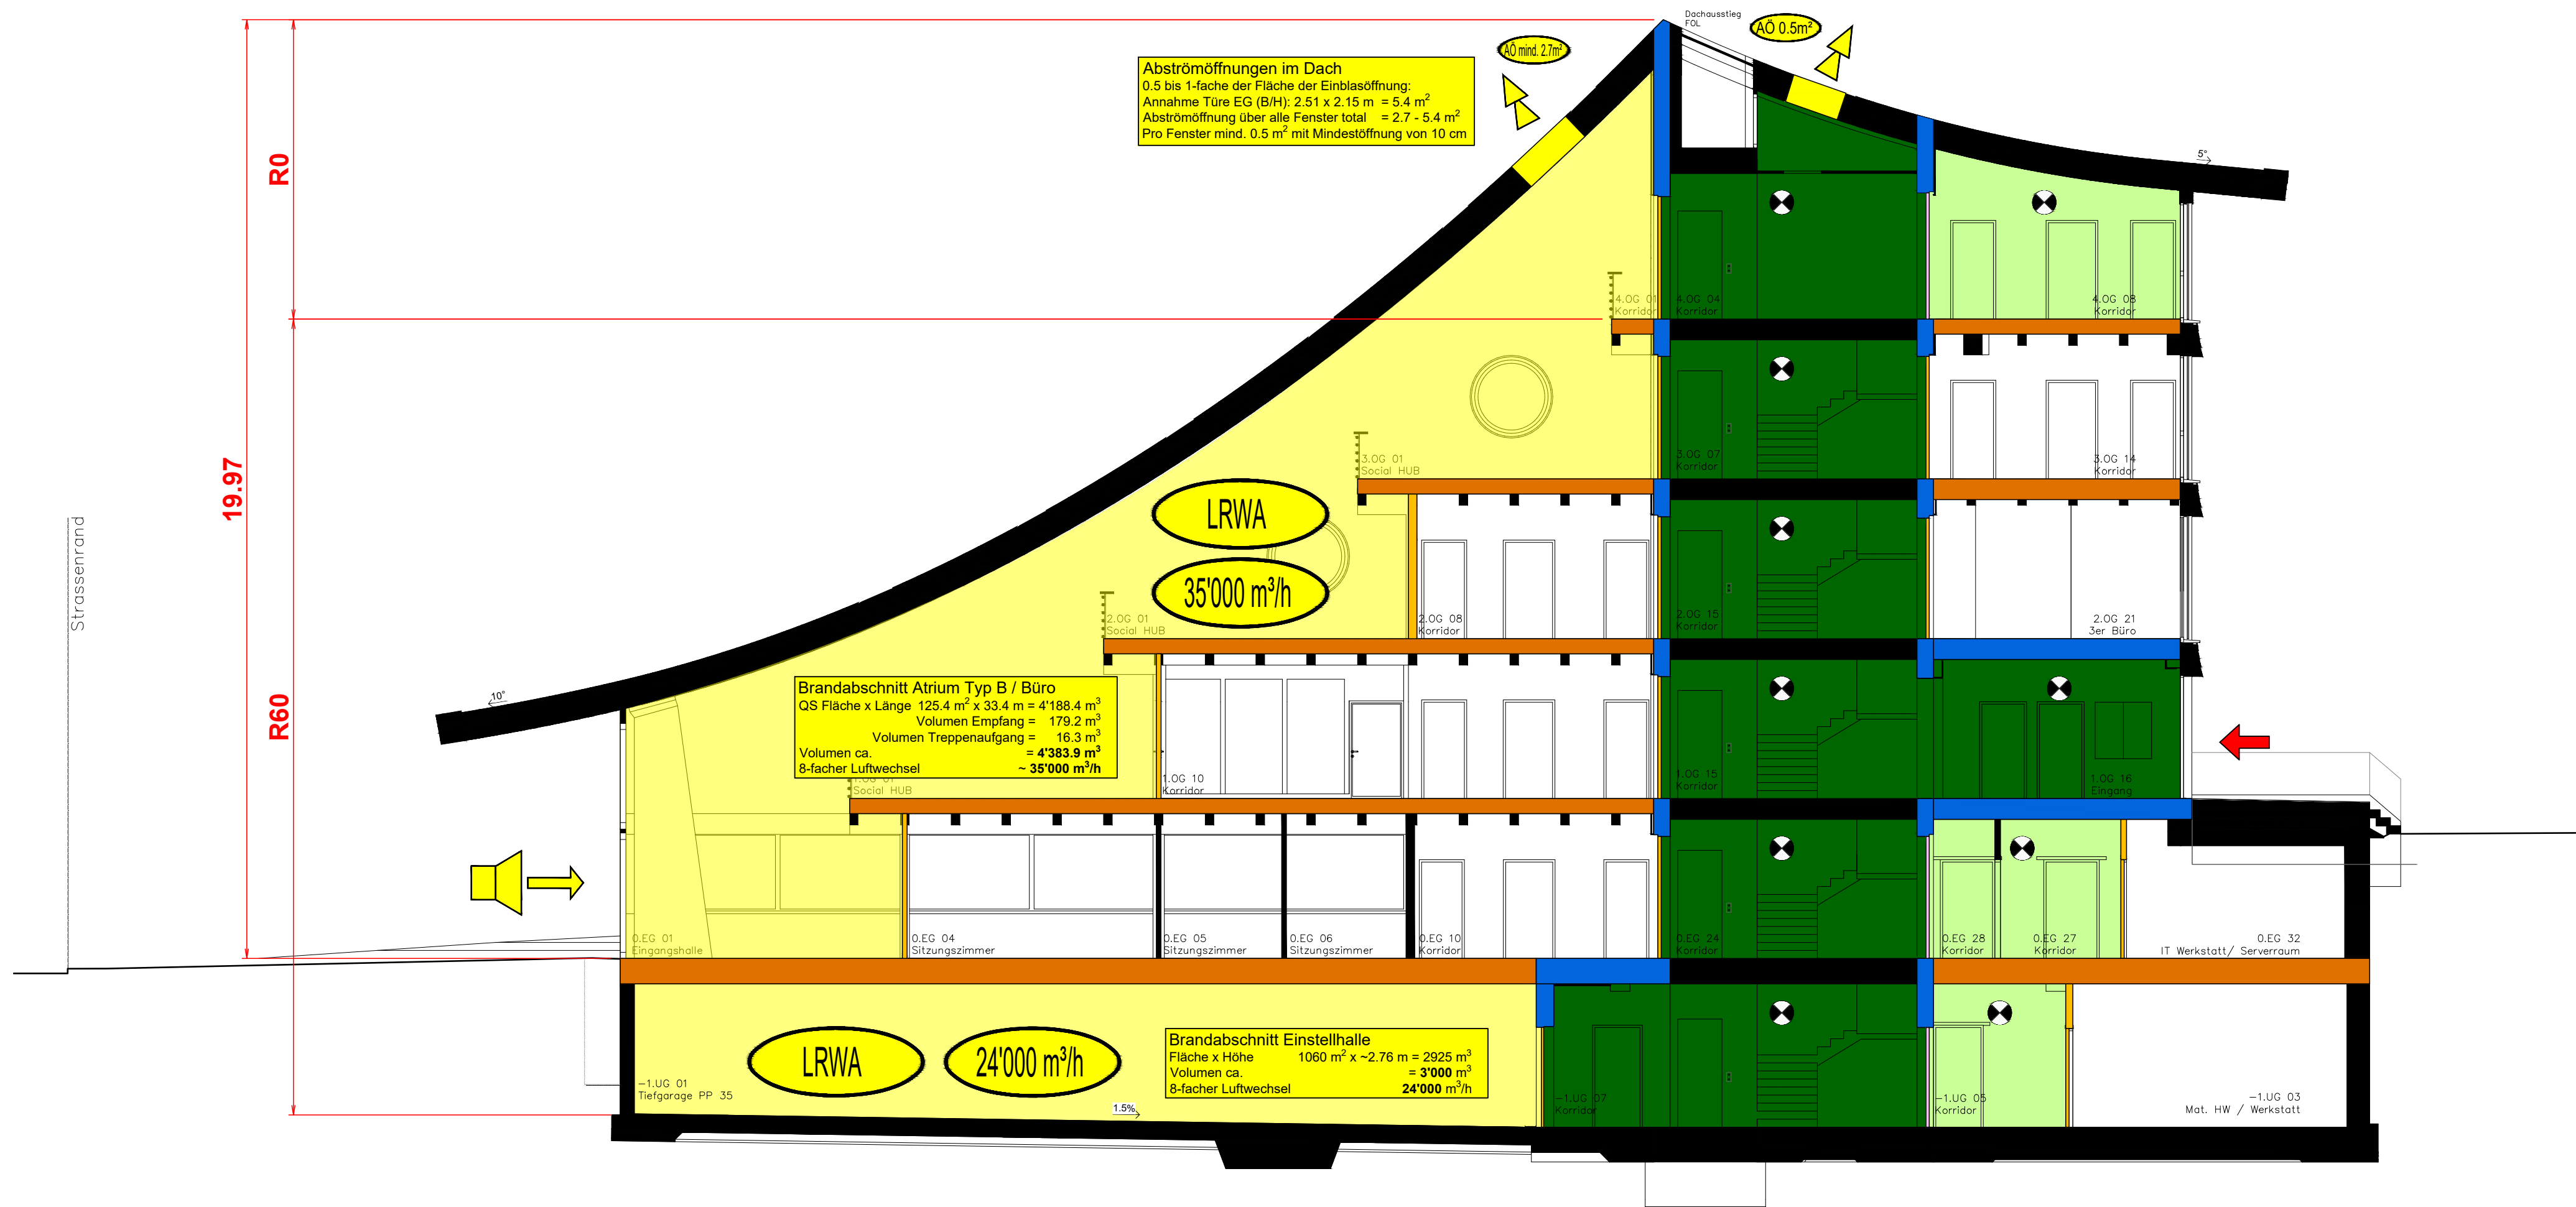 Dachausstieg
FOL
AÖ 0.5m²
AÖ mind. 2.7m²
Abströmöffnungen im Dach
0.5 bis 1-fache der Fläche der Einblasöffnung:
Annahme Türe EG (B/H): 2.51 x 2.15 m = 5.4 m²
Abströmöffnung über alle Fenster total = 2.7 - 5.4 m²
Pro Fenster mind. 0.5 m² mit Mindestöffnung von 10 cm
5°
R0
4.OG 01
Korridor
4.OG 04
Korridor
4.OG 08
Korridor
19.97
3.OG 01
Social HUB
3.OG 07
Korridor
3.OG 14
Korridor
Strassenrand
LRWA
35'000 m³/h
2.OG 01
Social HUB
2.OG 08
Korridor
2.OG 15
Korridor
2.OG 21
3er Büro
10°
R60
Brandabschnitt Atrium Typ B / Büro
QS Fläche x Länge 125.4 m² x 33.4 m = 4'188.4 m³
Volumen Empfang = 179.2 m³
Volumen Treppenaufgang = 16.3 m³
Volumen ca. = 4'383.9 m³
8-facher Luftwechsel ~ 35'000 m³/h
1.OG 01
Social HUB
1.OG 10
Korridor
1.OG 15
Korridor
1.OG 16
Eingang
0.EG 01
Eingangshalle
0.EG 04
Sitzungszimmer
0.EG 05
Sitzungszimmer
0.EG 06
Sitzungszimmer
0.EG 10
Korridor
0.EG 24
Korridor
0.EG 28
Korridor
0.EG 27
Korridor
0.EG 32
IT Werkstatt/ Serverraum
LRWA
24'000 m³/h
Brandabschnitt Einstellhalle
Fläche x Höhe 1060 m² x ~2.76 m = 2925 m³
Volumen ca. = 3'000 m³
8-facher Luftwechsel 24'000 m³/h
-1.UG 01
Tiefgarage PP 35
1.5%
-1.UG 07
Korridor
-1.UG 05
Korridor
-1.UG 03
Mat. HW / Werkstatt